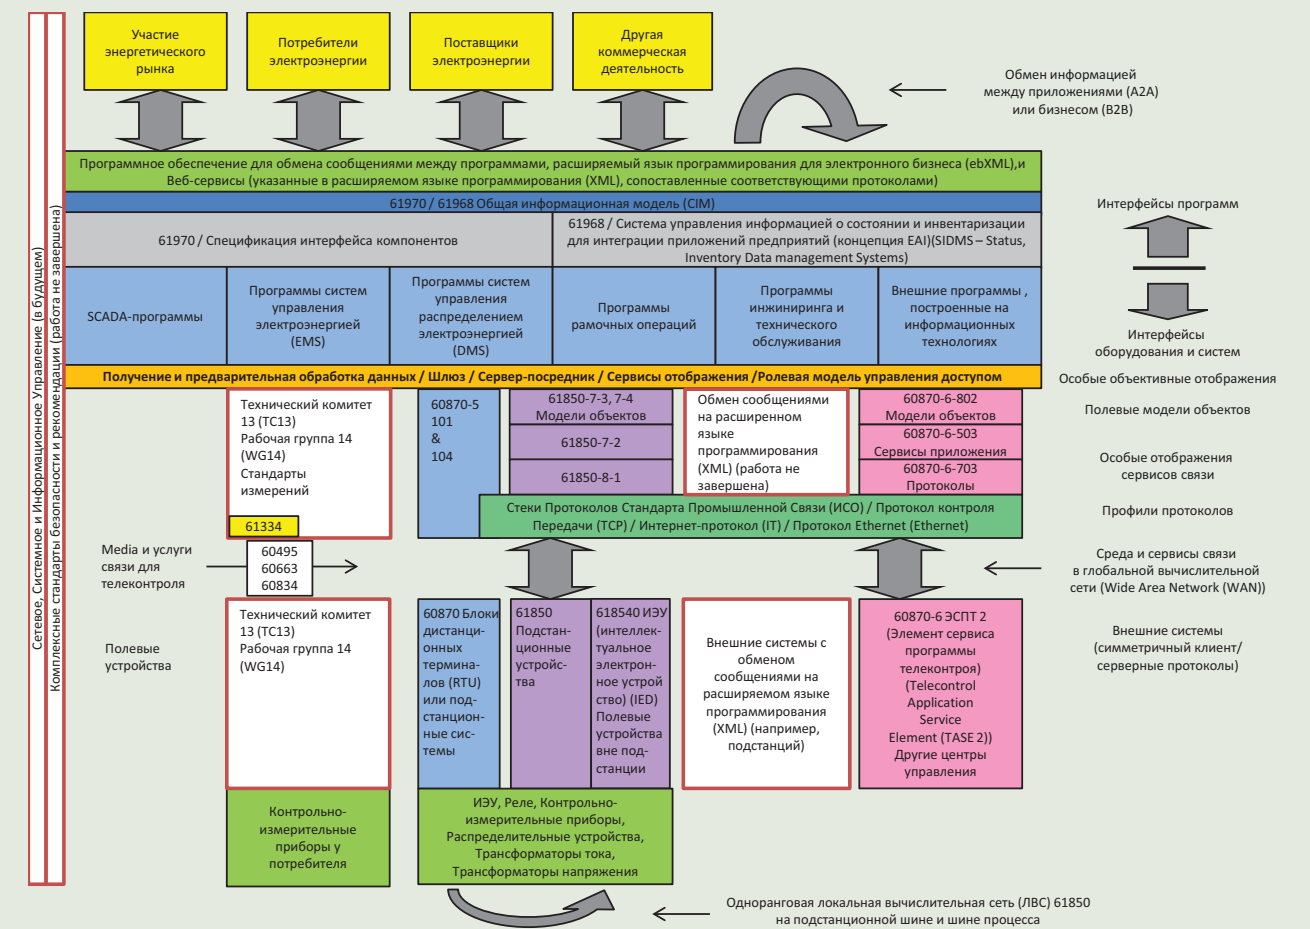 Сетевое, Системное и Информационное Управление (в будущем)
Комплексные стандарты безопасности и рекомендации (работа не завершена)
Участие
энергетического
рынка
Потребители
электроэнергии
Поставщики
электроэнергии
Другая
коммерческая
деятельность
Обмен информацией
между приложениями (A2A)
или бизнесом (B2B)
Программное обеспечение для обмена сообщениями между программами, расширяемый язык программирования для электронного бизнеса (ebXML),и
Веб-сервисы (указанные в расширяемом языке программирования (XML), сопоставленные соответствующими протоколами)
61970 / 61968 Общая информационная модель (CIM)
61970 / Спецификация интерфейса компонентов
61968 / Система управления информацией о состоянии и инвентаризации
для интеграции приложений предприятий (концепция EAI)(SIDMS – Status,
Inventory Data management Systems)
Интерфейсы программ
Интерфейсы
оборудования и систем
SCADA-программы
Программы систем
управления
электроэнергией
(EMS)
Программы систем
управления
распределением
электроэнергией
(DMS)
Программы
рамочных операций
Программы
инжиниринга и
технического
обслуживания
Внешние программы ,
построенные на
информационных
технологиях
Получение и предварительная обработка данных / Шлюз / Сервер-посредник / Сервисы отображения /Ролевая модель управления доступом
Особые объективные отображения
Технический комитет
13 (TC13)
Рабочая группа 14
(WG14)
Стандарты
измерений
61334
60870-5
101
&
104
61850-7-3, 7-4
Модели объектов
61850-7-2
61850-8-1
Обмен сообщениями
на расширенном
языке
программирования
(XML) (работа не
завершена)
60870-6-802
Модели объектов
60870-6-503
Сервисы приложения
60870-6-703
Протоколы
Полевые модели объектов
Особые отображения
сервисов связи
Стеки Протоколов Стандарта Промышленной Связи (ИСО) / Протокол контроля
Передачи (TCP) / Интернет-протокол (IT) / Протокол Ethernet (Ethernet)
Профили протоколов
Media и услуги
связи для
телеконтроля
60495
60663
60834
Среда и сервисы связи
в глобальной вычислительной
сети (Wide Area Network (WAN))
Полевые
устройства
Технический комитет
13 (TC13)
Рабочая группа 14
(WG14)
60870 Блоки
дистанци-
онных
термина-
лов (RTU)
или под-
станцион-
ные сис-
темы
61850
Подстан-
ционные
устройс-
тва
618540 ИЭУ
(интеллек-
туальное
электрон-
ное устрой
ство) (IED)
Полевые
устройства
вне под-
станции
Внешние системы с
обменом
сообщениями на
расширяемом языке
программирования
(XML) (например,
подстанций)
60870-6 ЭСПТ 2
(Элемент сервиса
программы
телеконтроя)
(Telecontrol
Application
Service
Element (TASE 2))
Другие центры
управления
Внешние системы
(симметричный клиент/
серверные протоколы)
Контрольно-
измерительные
приборы у
потребителя
ИЭУ, Реле, Контрольно-
измерительные приборы,
Распределительные устройства,
Трансформаторы тока,
Трансформаторы напряжения
Одноранговая локальная вычислительная сеть (ЛВС) 61850
на подстанционной шине и шине процесса